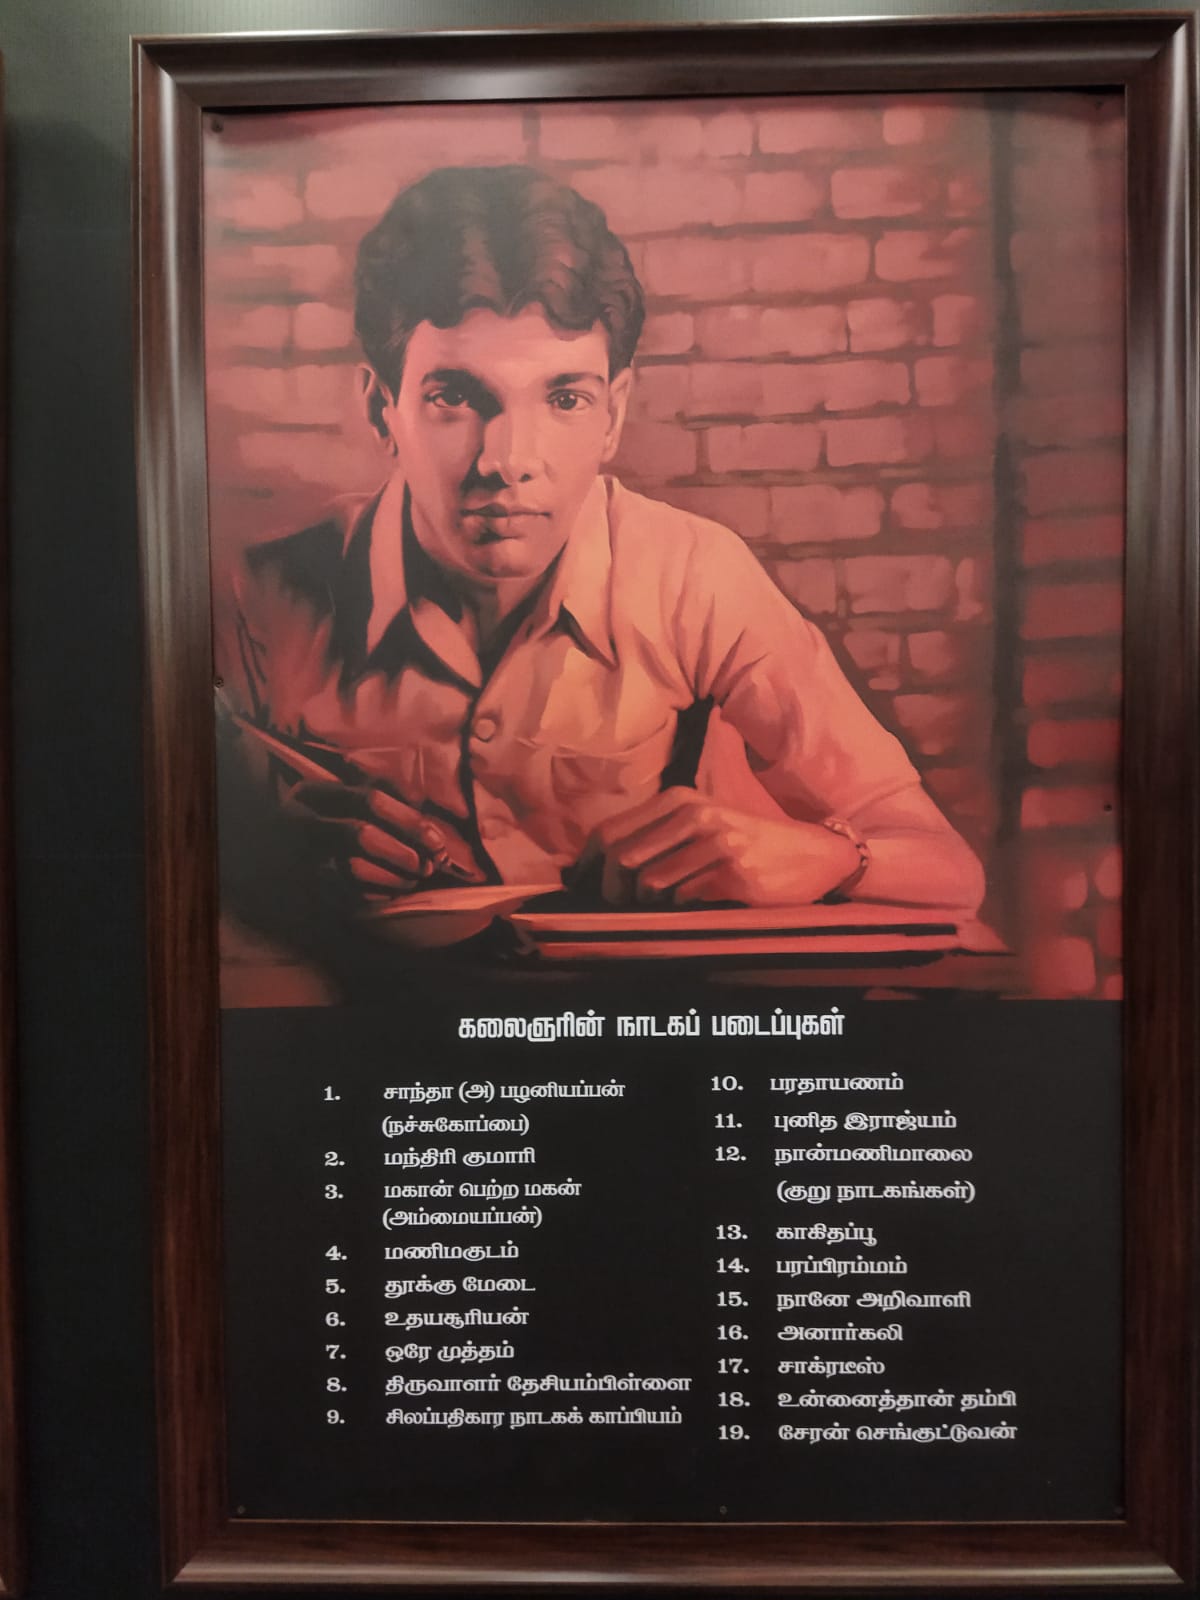 கலைஞரின் நாடகப் படைப்புகள்
1. சாந்தா (அ) பழனியப்பன்
(நச்சுகோப்பை)
2. மந்திரி குமாரி
3. மகான் பெற்ற மகன்
(அம்மையப்பன்)
4. மணிமகுடம்
5. தூக்கு மேடை
6. உதயசூரியன்
7. ஒரே முத்தம்
8. திருவாளர் தேசியம்பிள்ளை
9. சிலப்பதிகார நாடகக் காப்பியம்
10. பரதாயணம்
11. புனித இராஜ்யம்
12. நான்மணிமாலை
(குறு நாடகங்கள்)
13. காகிதப்பூ
14. பரப்பிரம்மம்
15. நானே அறிவாளி
16. அனார்கலி
17. சாக்ரடீஸ்
18. உன்னைத்தான் தம்பி
19. சேரன் செங்குட்டுவன்